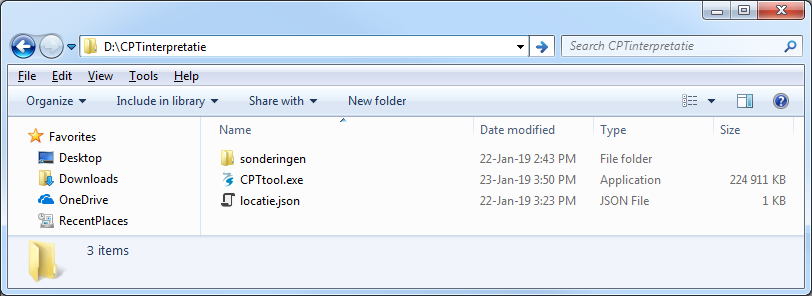 D:\CPTinterpretatie Search CPTinterpretatie
File Edit View Tools Help
Organize Include in library Share with New folder
Favorites
Desktop
Downloads
OneDrive
RecentPlaces
Name Date modified Type Size
sonderingen 22-Jan-19 2:43 PM File folder
CPTtool.exe 23-Jan-19 3:50 PM Application 224 911 KB
locatie.json 22-Jan-19 3:23 PM JSON File 1 KB
3 items